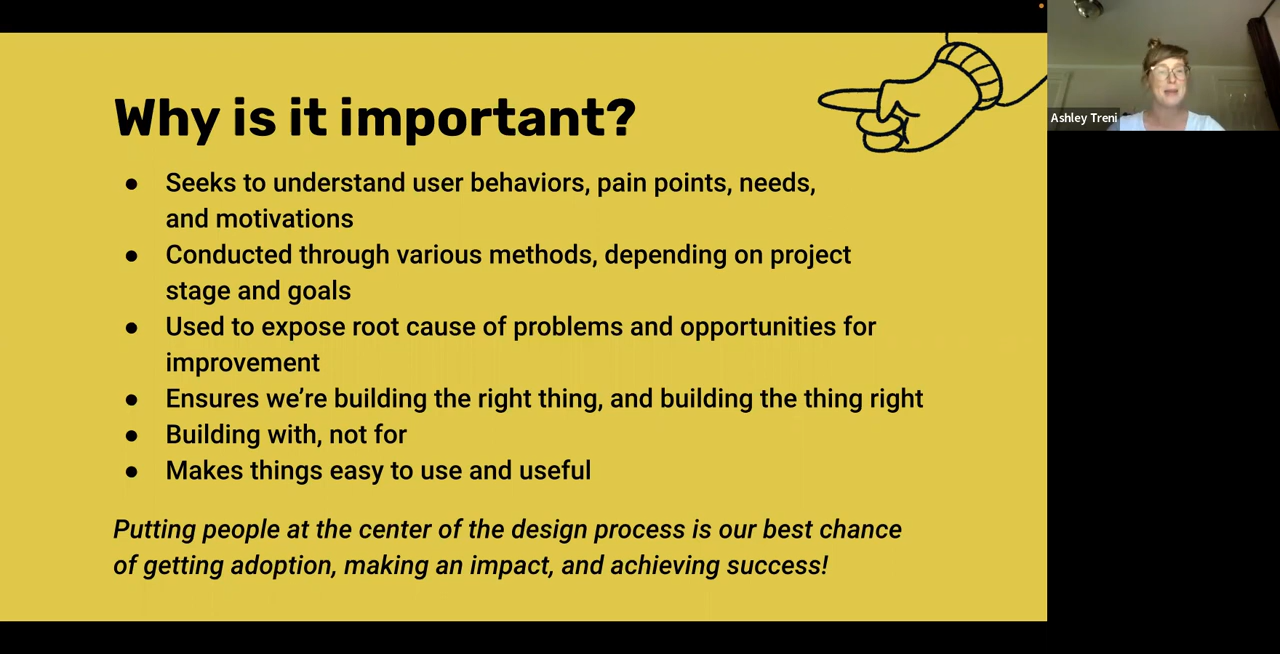 Why is it important?
● Seeks to understand user behaviors, pain points, needs,
and motivations
● Conducted through various methods, depending on project
stage and goals
● Used to expose root cause of problems and opportunities for
improvement
● Ensures we’re building the right thing, and building the thing right
● Building with, not for
● Makes things easy to use and useful
Putting people at the center of the design process is our best chance
of getting adoption, making an impact, and achieving success!
Ashley Treni